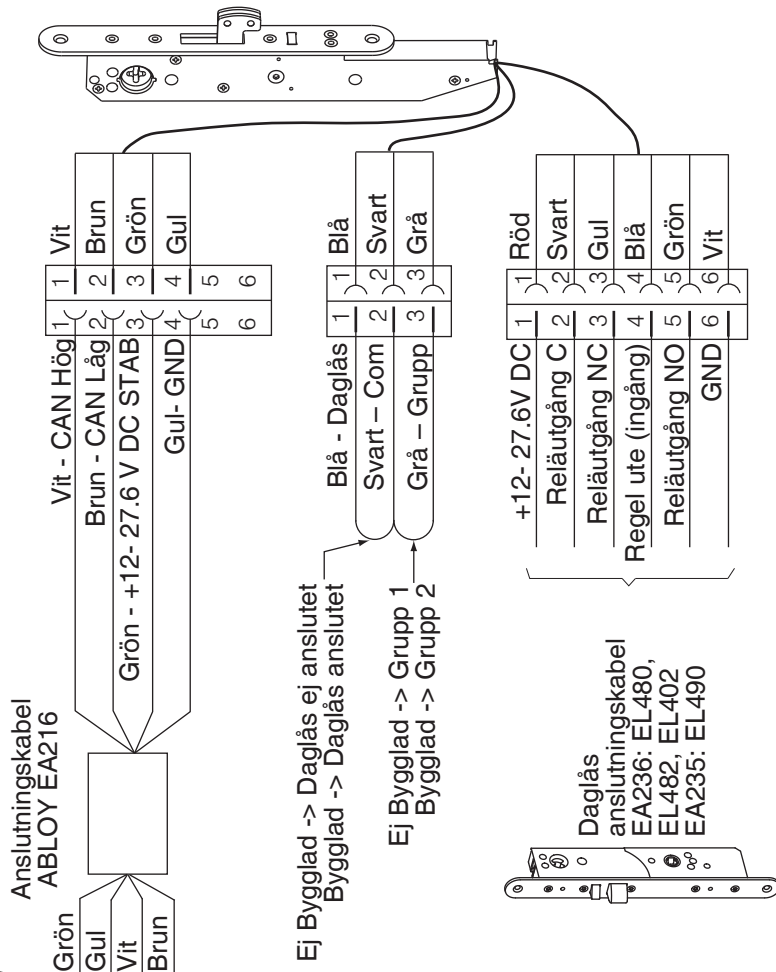 Anslutningskabel
ABLOY EA216
Grön
Gul
Vit
Brun
Vit - CAN Hög
Brun - CAN Låg
Grön - +12- 27.6 V DC STAB
Gul- GND
1
2
3
4
5
6
1
2
3
4
5
6
Vit
Brun
Grön
Gul
Ej Bygglad -> Daglås ej anslutet
Bygglad -> Daglås anslutet
Ej Bygglad -> Grupp 1
Bygglad -> Grupp 2
Blå - Daglås
Svart – Com
Grå – Grupp
1
2
3
1
2
3
Blå
Svart
Grå
Daglås
anslutningskabel
EA236: EL480,
EL482, EL402
EA235: EL490
+12- 27.6V DC
Reläutgång C
Reläutgång NC
Regel ute (ingång)
Reläutgång NO
GND
1
2
3
4
5
6
1
2
3
4
5
6
Röd
Svart
Gul
Blå
Grön
Vit